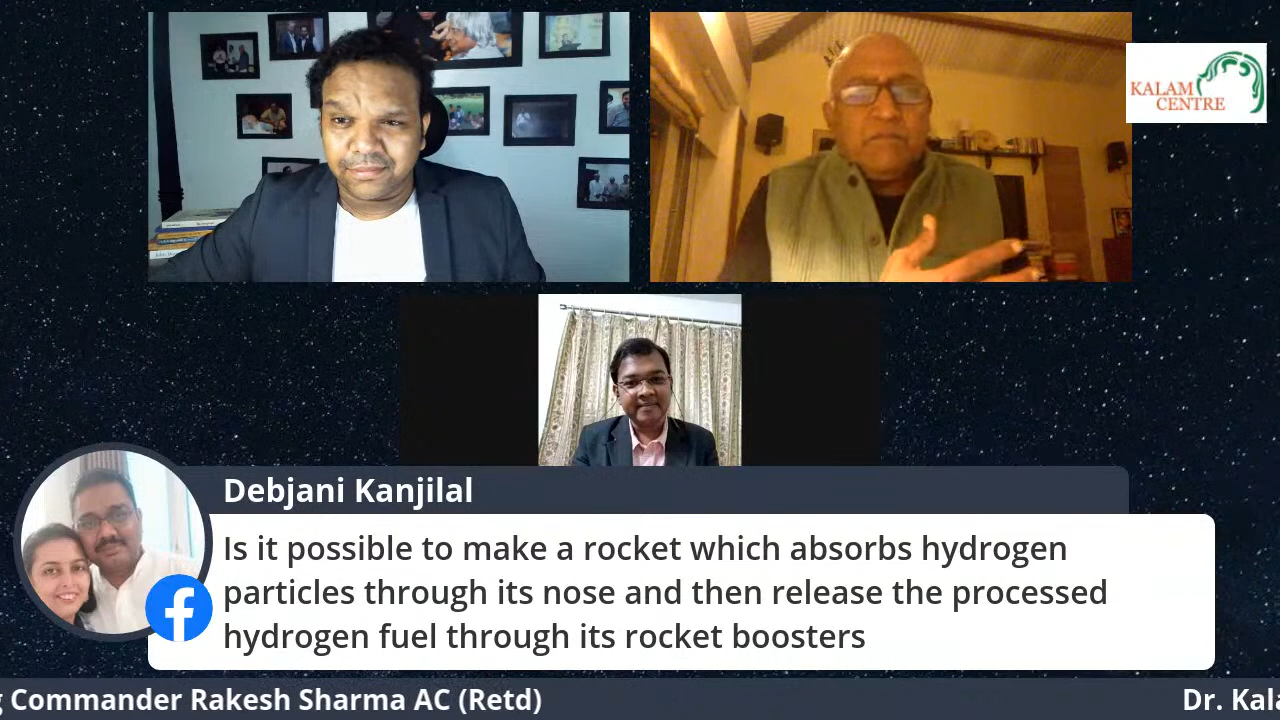 KALAM
CENTRE
Debjani Kanjilal
Is it possible to make a rocket which absorbs hydrogen
particles through its nose and then release the processed
hydrogen fuel through its rocket boosters
Commander Rakesh Sharma AC (Retd)
Dr.